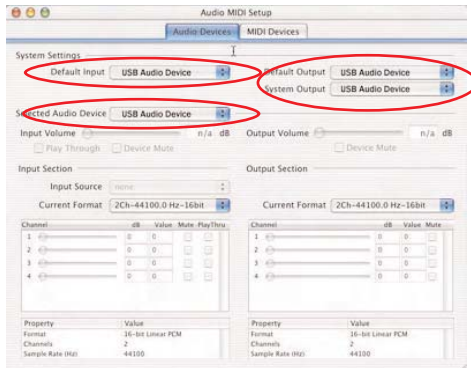 Audio MIDI Setup
Audio Devices MIDI Devices
System Settings
Default Input USB Audio Device Default Output USB Audio Device
System Output USB Audio Device
Selected Audio Device USB Audio Device
Input Volume n/a dB Output Volume n/a dB
Play Through Device Mute Device Mute
Input Section Output Section
Input Source none
Current Format 2Ch-44100.0 Hz-16bit Current Format 2Ch-44100.0 Hz-16bit
Channel dB Value Mute PlayThru Channel dB Value Mute
1 0 0 1 0 0
2 0 0 2 0 0
3 0 0 3 0 0
4 0 0 4 0 0
Property Value Property Value
Format 16-bit Linear PCM Format 16-bit Linear PCM
Channels 2 Channels 2
Sample Rate (Hz) 44100 Sample Rate (Hz) 44100